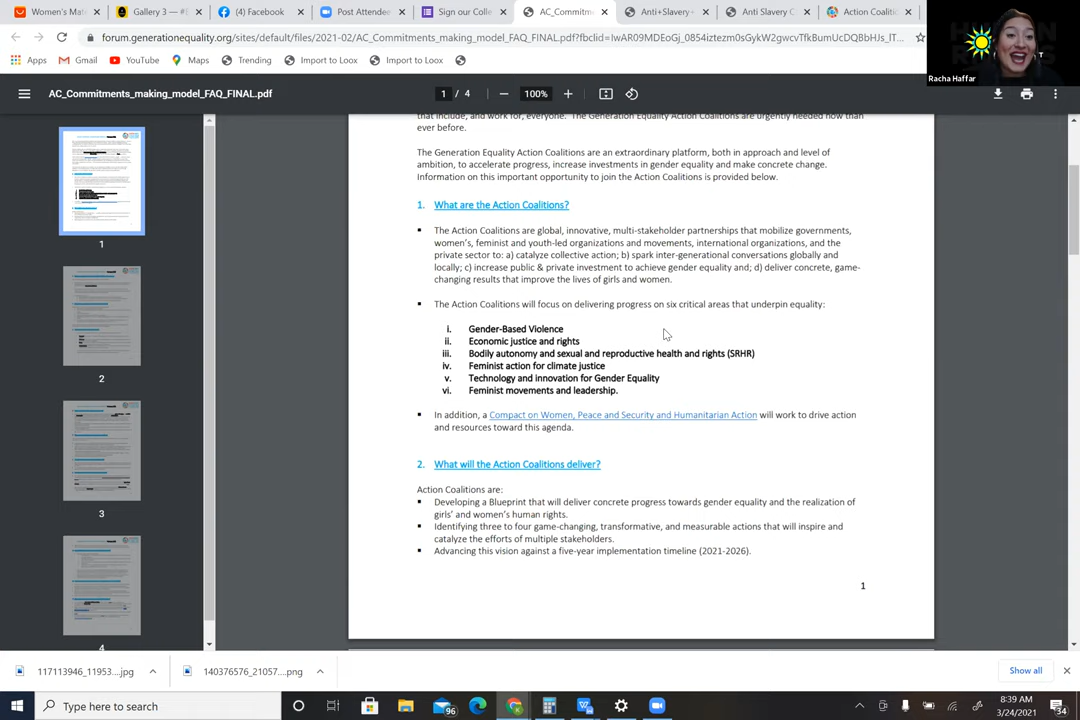 Women's Mar
Gallery 3 — #
(4) Facebook
Post Attendee
Sign our Colle
AC_Commitm
Anti+Slavery+
Anti Slavery C
Action Coaliti
forum.generationequality.org/sites/default/files/2021-02/AC_Commitments_making_model_FAQ_FINAL.pdf?fbclid=IwAR09MDEoGj_0854iztezm0sGykW2gwcvTfkBumUcDQBbHJs_IT...
Apps
Gmail
YouTube
Maps
Trending
Import to Loox
Import to Loox
Racha Haffar
AC_Commitments_making_model_FAQ_FINAL.pdf
1 / 4
100%
that include, and work for, everyone. The Generation Equality Action Coalitions are urgently needed now than
ever before.
The Generation Equality Action Coalitions are an extraordinary platform, both in approach and level of
ambition, to accelerate progress, increase investments in gender equality and make concrete change.
Information on this important opportunity to join the Action Coalitions is provided below.
1. What are the Action Coalitions?
▪ The Action Coalitions are global, innovative, multi-stakeholder partnerships that mobilize governments,
women's, feminist and youth-led organizations and movements, international organizations, and the
private sector to: a) catalyze collective action; b) spark inter-generational conversations globally and
locally; c) increase public & private investment to achieve gender equality and; d) deliver concrete, game-
changing results that improve the lives of girls and women.
▪ The Action Coalitions will focus on delivering progress on six critical areas that underpin equality:
i. Gender-Based Violence
ii. Economic justice and rights
iii. Bodily autonomy and sexual and reproductive health and rights (SRHR)
iv. Feminist action for climate justice
v. Technology and innovation for Gender Equality
vi. Feminist movements and leadership.
▪ In addition, a Compact on Women, Peace and Security and Humanitarian Action will work to drive action
and resources toward this agenda.
2. What will the Action Coalitions deliver?
Action Coalitions are:
▪ Developing a Blueprint that will deliver concrete progress towards gender equality and the realization of
girls' and women's human rights.
▪ Identifying three to four game-changing, transformative, and measurable actions that will inspire and
catalyze the efforts of multiple stakeholders.
▪ Advancing this vision against a five-year implementation timeline (2021-2026).
1
1
2
3
4
117113946_11953....jpg
140376576_21057....png
Show all
Type here to search
96
8:39 AM
3/24/2021
34